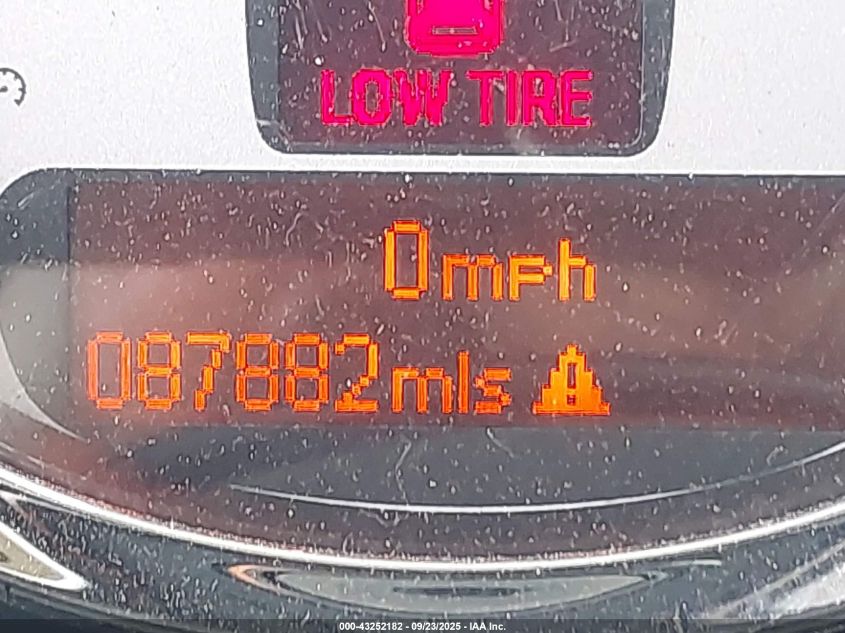 LOW TIRE
0mph
087882mls
000-43252182 - 09/23/2025 - IAA Inc.